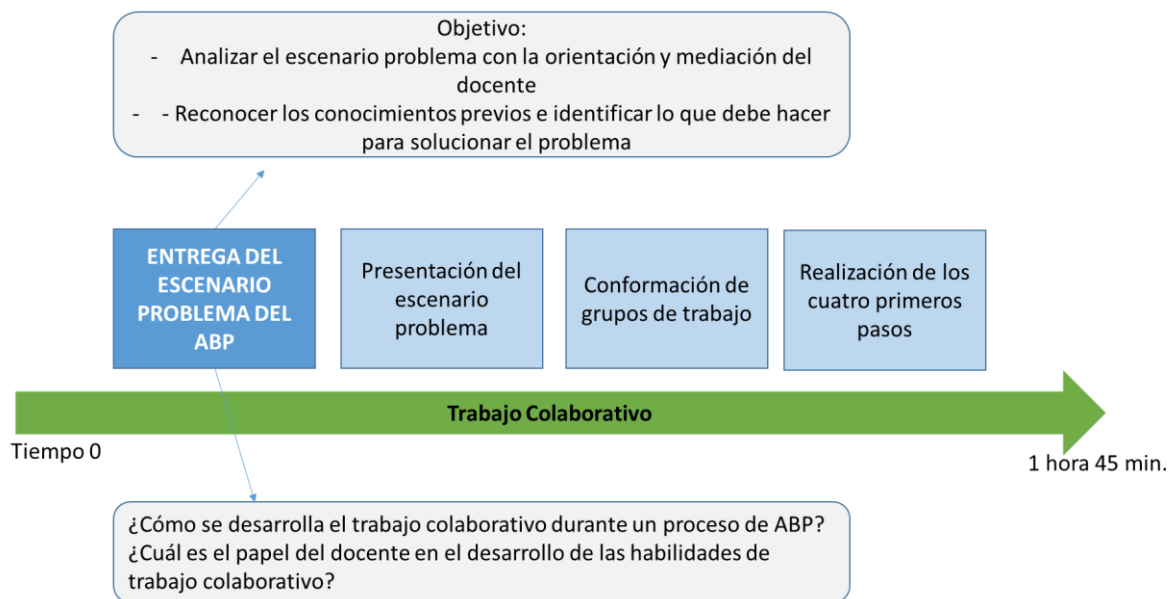 Objetivo:
- Analizar el escenario problema con la orientación y mediación del
docente
- - Reconocer los conocimientos previos e identificar lo que debe hacer
para solucionar el problema
ENTREGA DEL
ESCENARIO
PROBLEMA DEL
ABP
Presentación del
escenario
problema
Conformación de
grupos de trabajo
Realización de los
cuatro primeros
pasos
Trabajo Colaborativo
Tiempo 0
1 hora 45 min.
¿Cómo se desarrolla el trabajo colaborativo durante un proceso de ABP?
¿Cuál es el papel del docente en el desarrollo de las habilidades de
trabajo colaborativo?